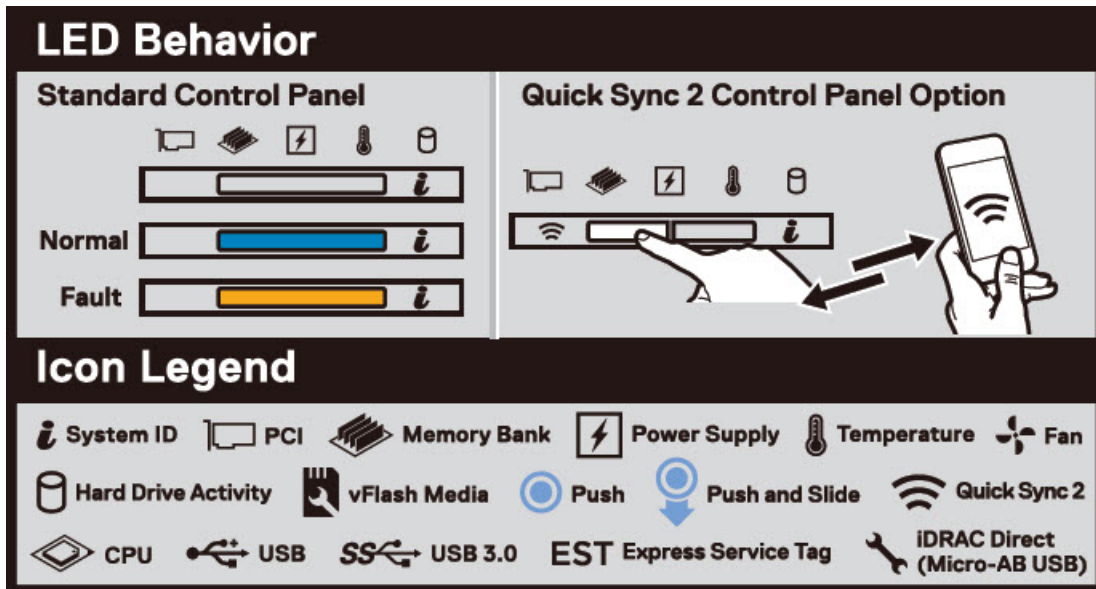 LED Behavior
Standard Control Panel
Quick Sync 2 Control Panel Option
i
Normal i
Fault i
i
Icon Legend
i System ID PCI Memory Bank Power Supply Temperature Fan
Hard Drive Activity vFlash Media Push Push and Slide Quick Sync 2
CPU USB SS USB 3.0 EST Express Service Tag iDRAC Direct
(Micro-AB USB)